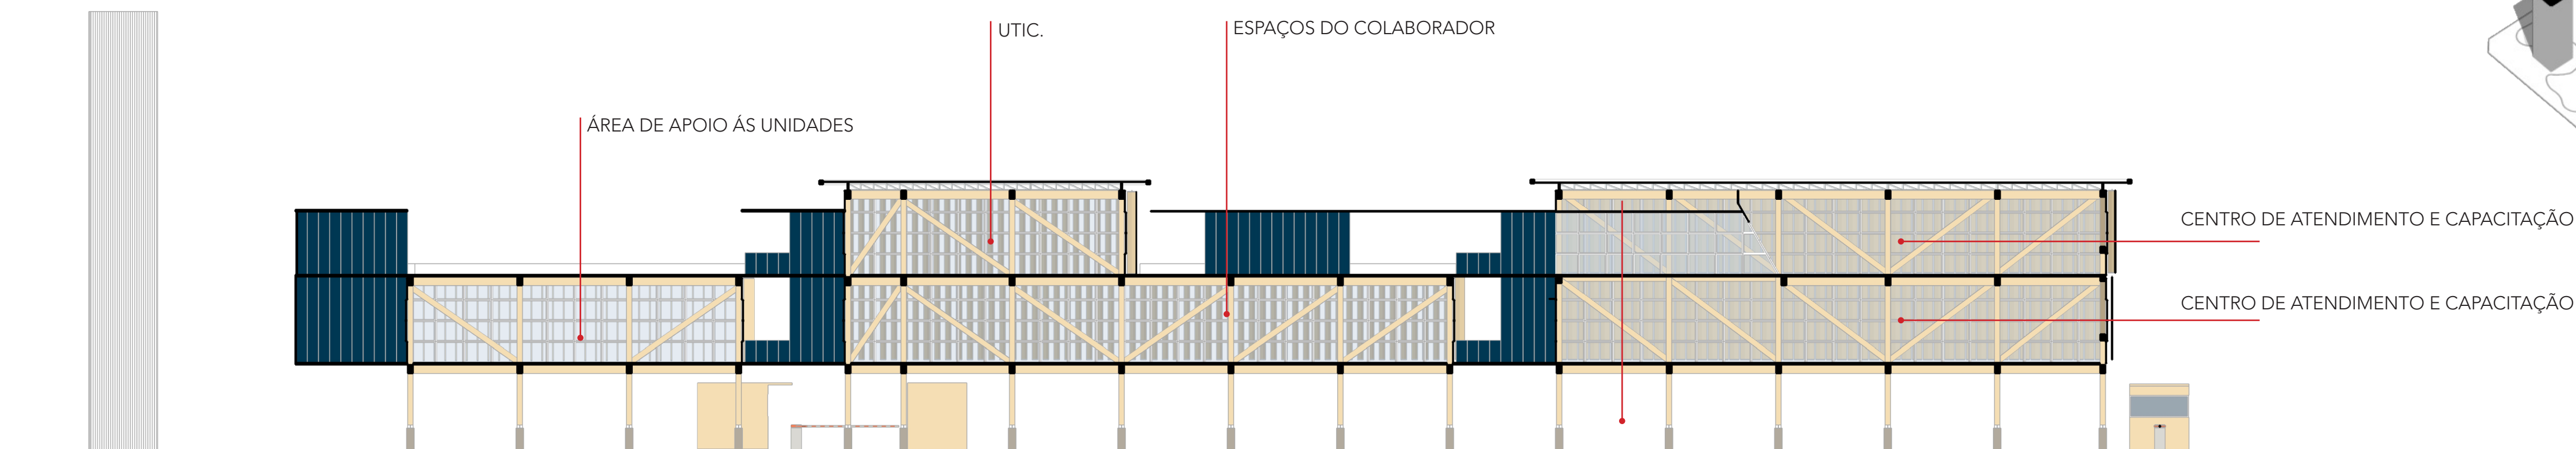 UTIC.
ESPAÇOS DO COLABORADOR
ÁREA DE APOIO ÁS UNIDADES
CENTRO DE ATENDIMENTO E CAPACITAÇÃO
CENTRO DE ATENDIMENTO E CAPACITAÇÃO